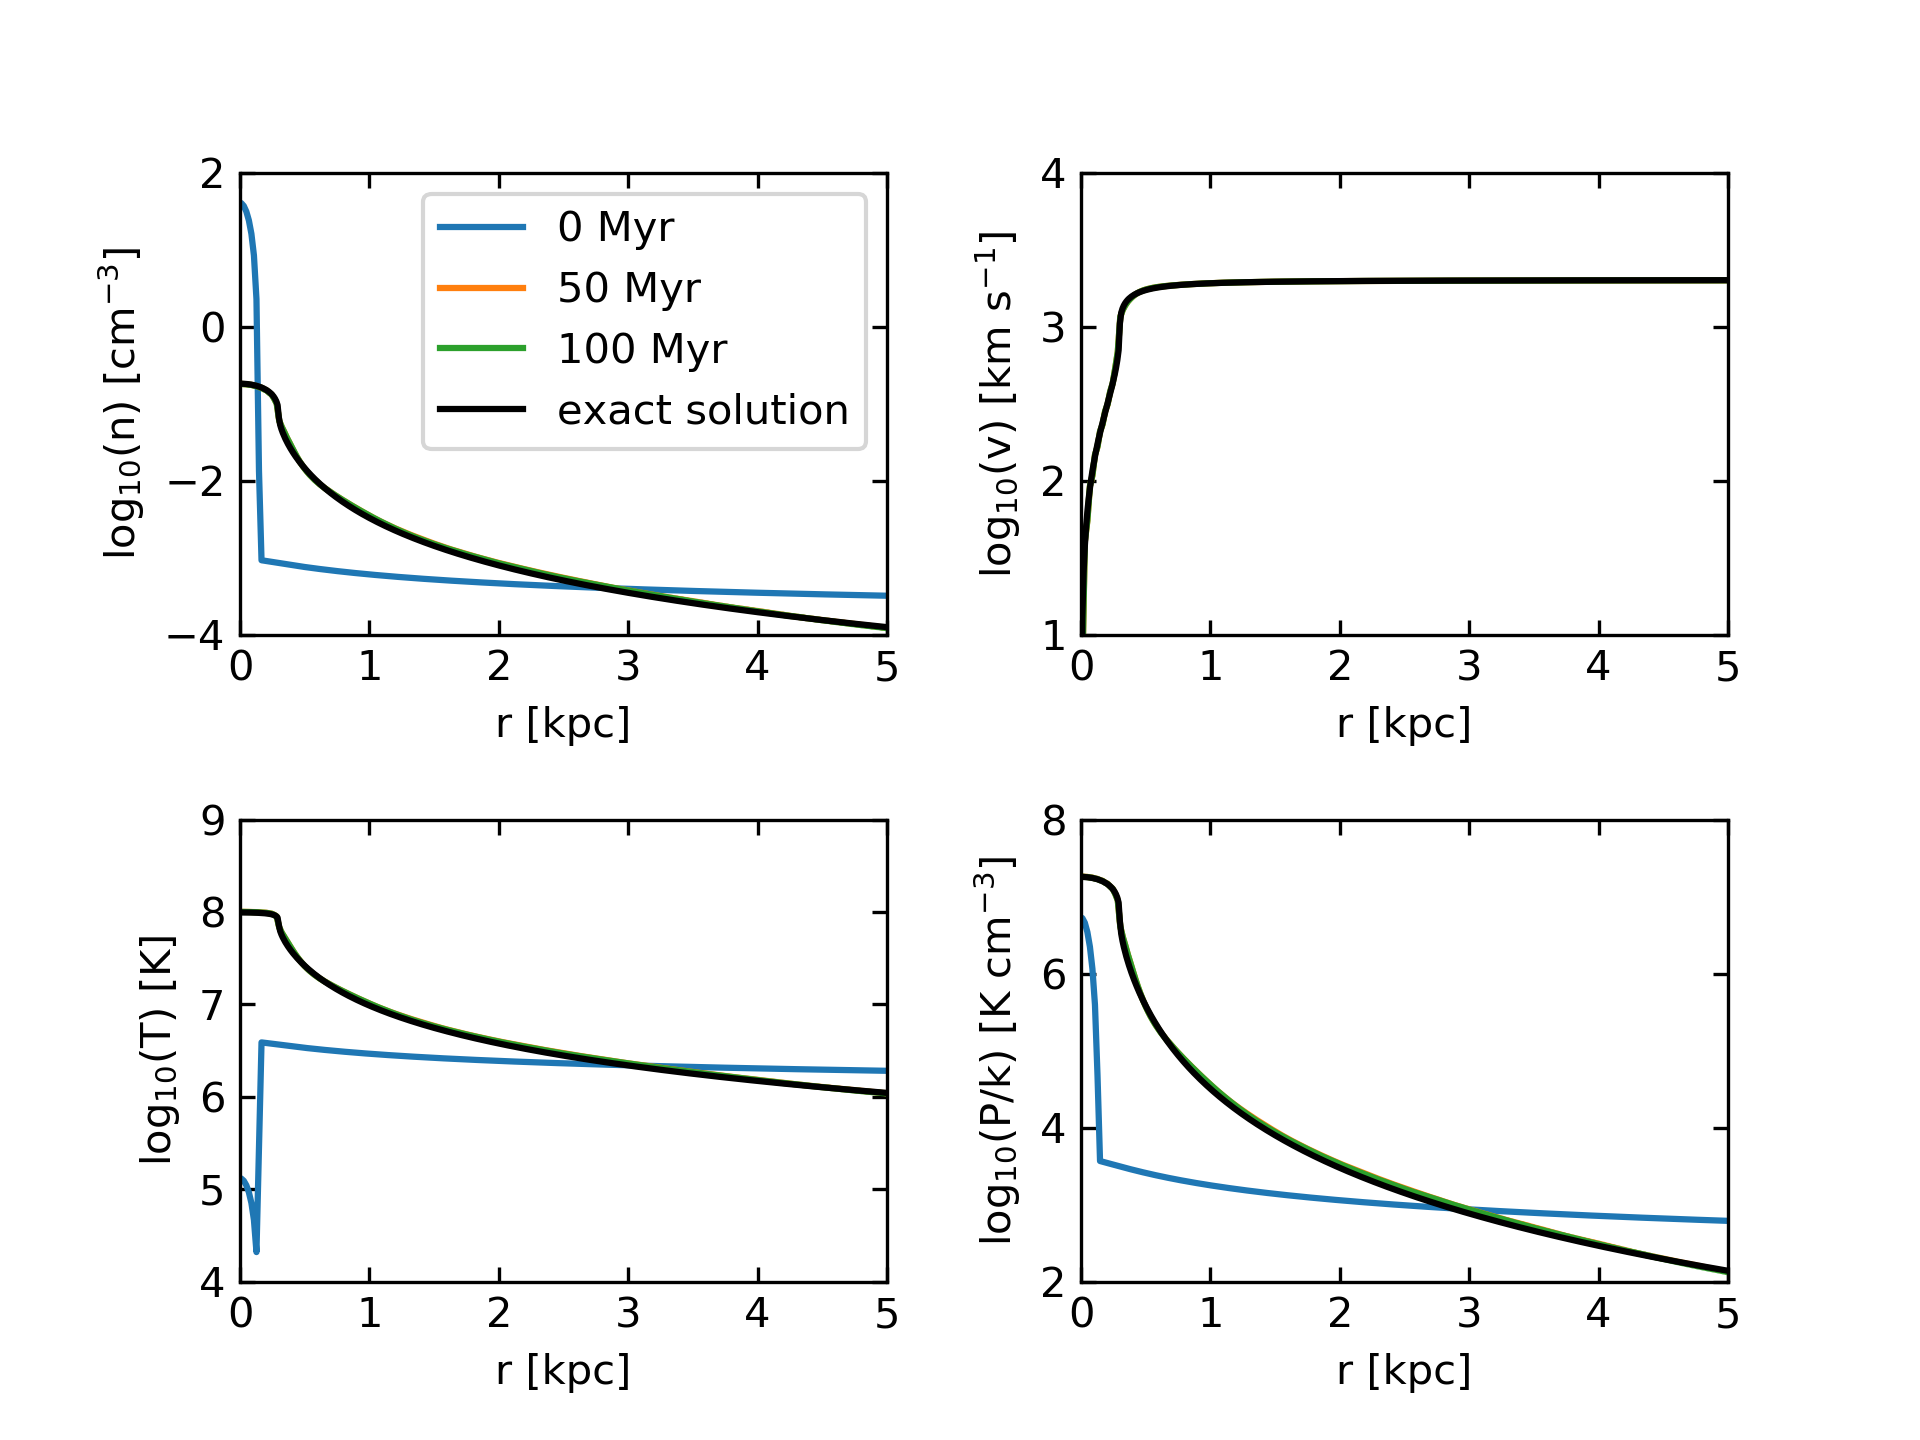 log₁₀(n) [cm⁻³]
2
0
−2
−4
0 Myr
50 Myr
100 Myr
exact solution
0 1 2 3 4 5
r [kpc]
log₁₀(v) [km s⁻¹]
4
3
2
1
0 1 2 3 4 5
r [kpc]
log₁₀(T) [K]
9
8
7
6
5
4
0 1 2 3 4 5
r [kpc]
log₁₀(P/k) [K cm⁻³]
8
6
4
2
0 1 2 3 4 5
r [kpc]